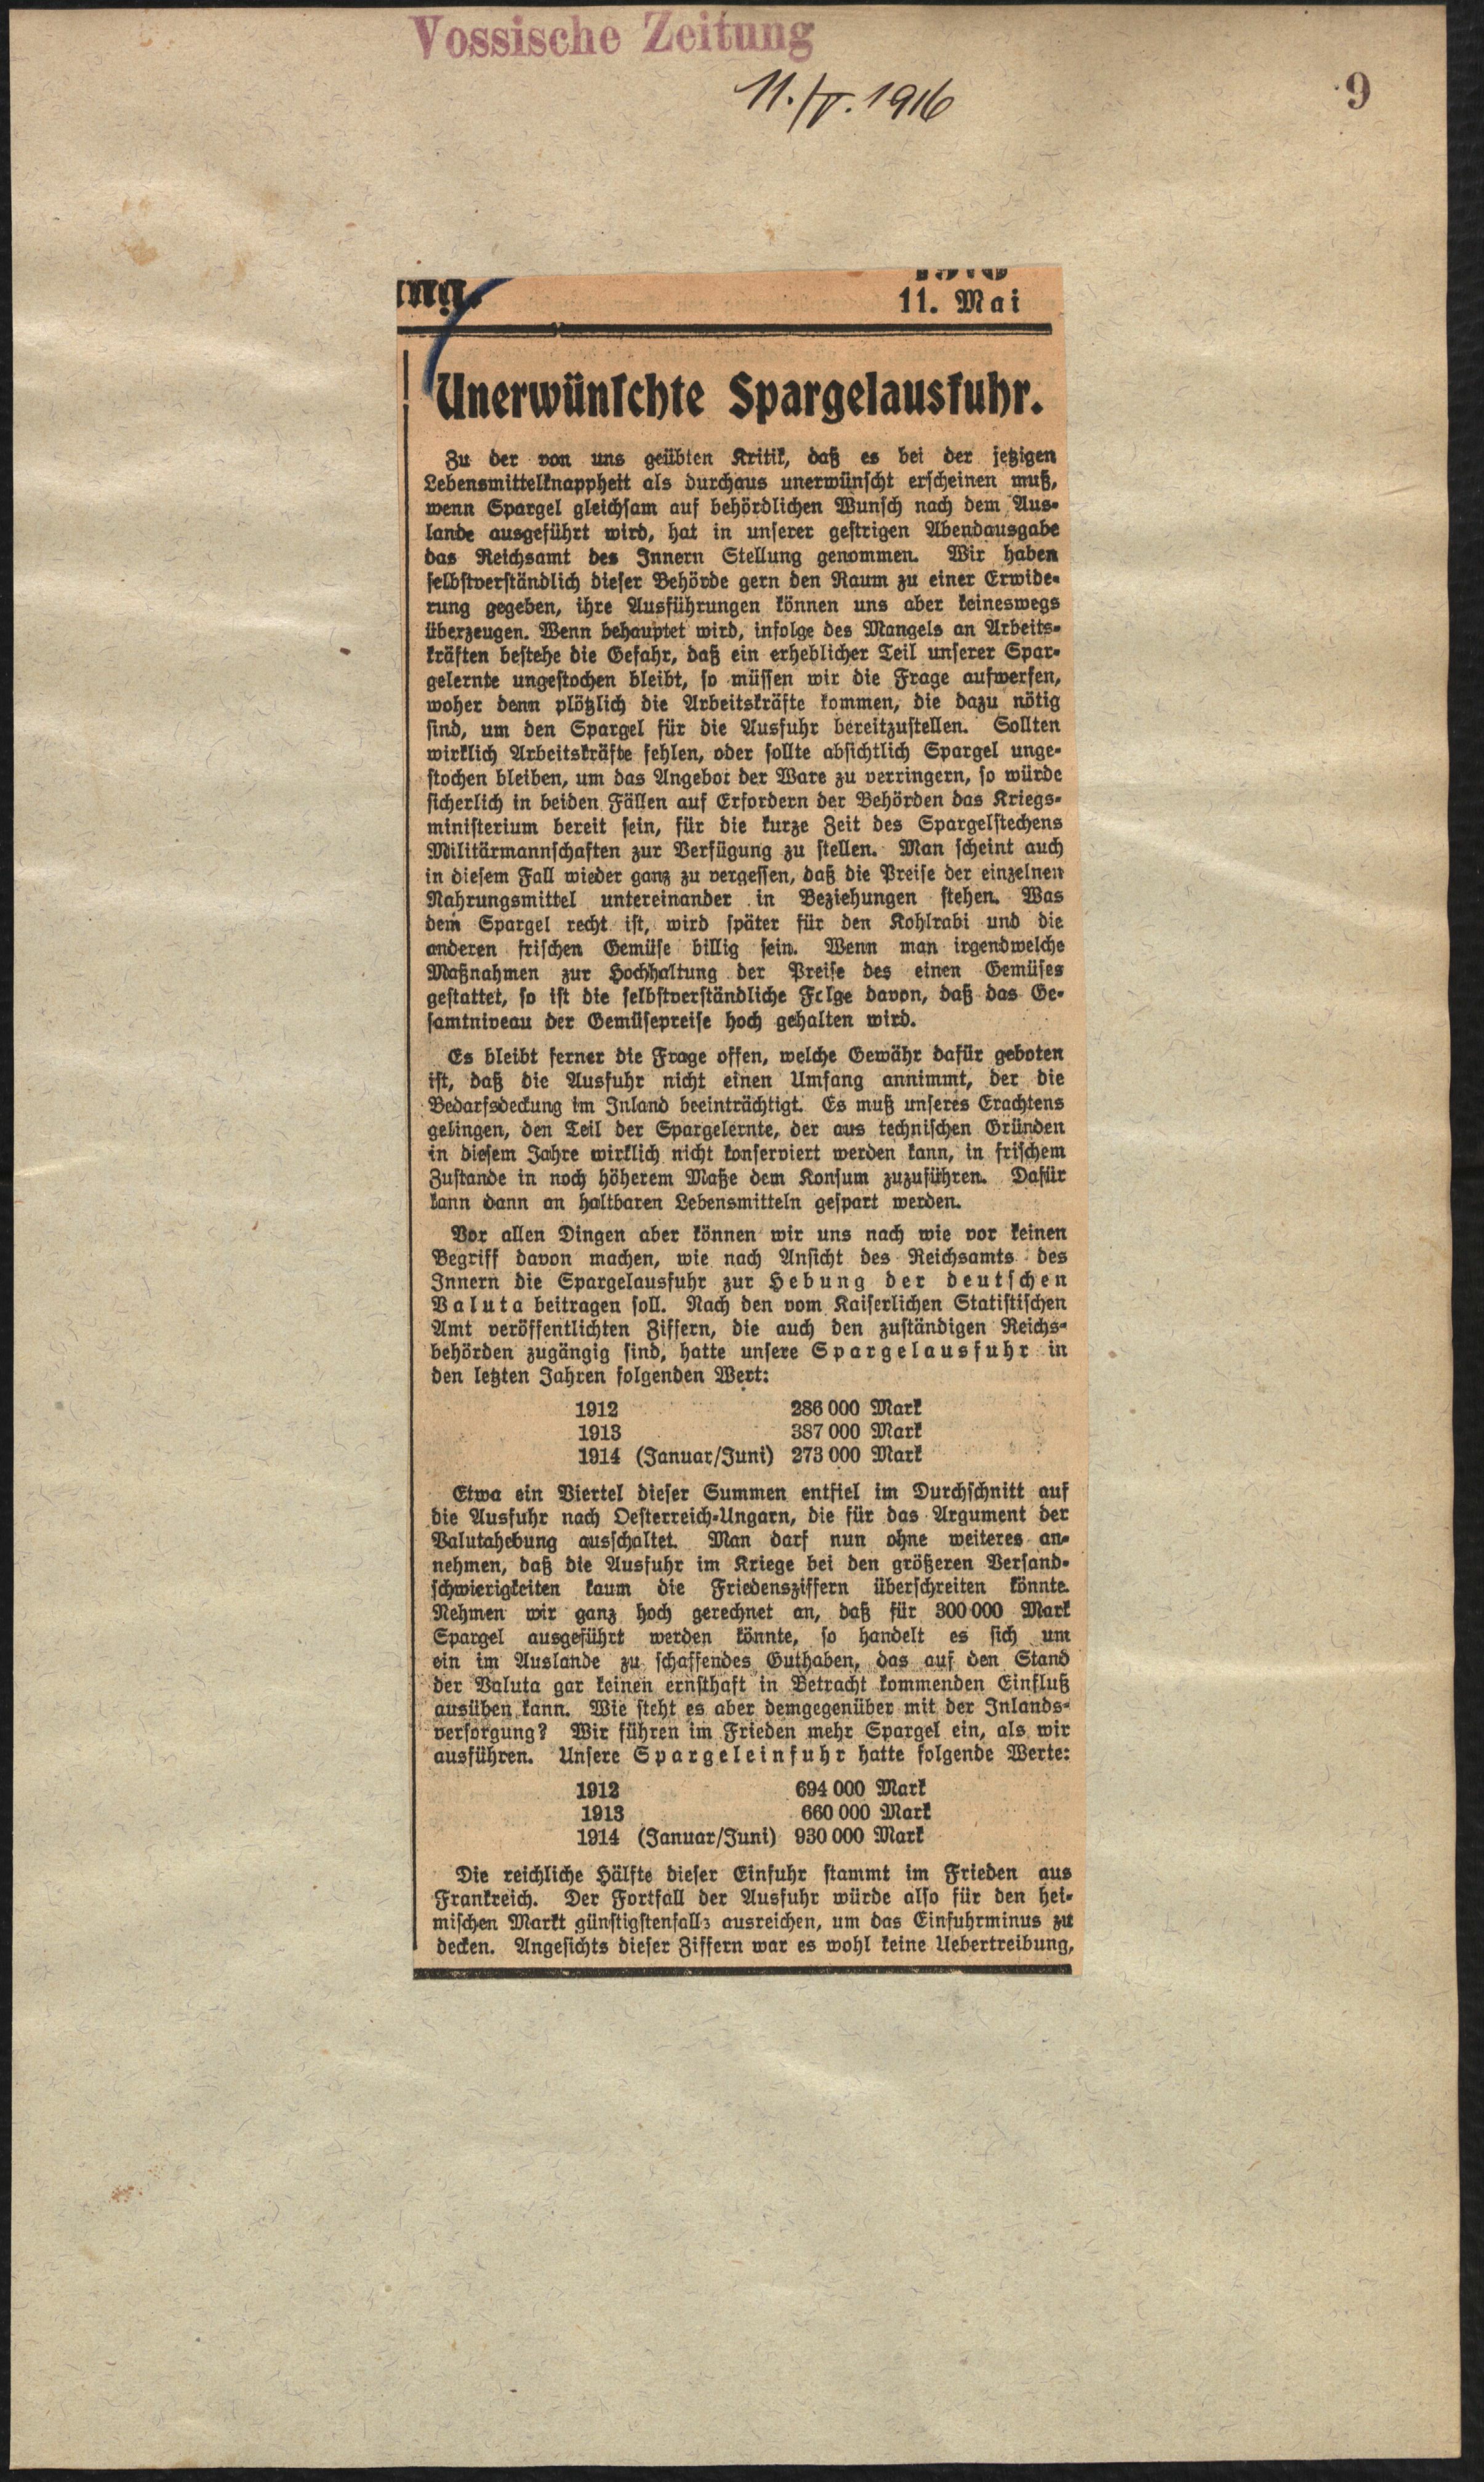 Vossische Zeitung
11./V. 1916
9
ung.
1916
11. Mai
Unerwünschte Spargelausfuhr.
Zu der von uns geübten Kritik, daß es bei der jetzigen
Lebensmittelknappheit als durchaus unerwünscht erscheinen muß,
wenn Spargel gleichsam auf behördlichen Wunsch nach dem Aus-
lande ausgeführt wird, hat in unserer gestrigen Abendausgabe
das Reichsamt des Innern Stellung genommen. Wir haben
selbstverständlich dieser Behörde gern den Raum zu einer Erwide-
rung gegeben, ihre Ausführungen können uns aber keineswegs
überzeugen. Wenn behauptet wird, infolge des Mangels an Arbeits-
kräften bestehe die Gefahr, daß ein erheblicher Teil unserer Spar-
gelernte ungestochen bleibt, so müssen wir die Frage aufwerfen,
woher denn plötzlich die Arbeitskräfte kommen, die dazu nötig
sind, um den Spargel für die Ausfuhr bereitzustellen. Sollten
wirklich Arbeitskräfte fehlen, oder sollte absichtlich Spargel unge-
stochen bleiben, um das Angebot der Ware zu verringern, so würde
sicherlich in beiden Fällen auf Erfordern der Behörden das Kriegs-
ministerium bereit sein, für die kurze Zeit des Spargelstechens
Militärmannschaften zur Verfügung zu stellen. Man scheint auch
in diesem Fall wieder ganz zu vergessen, daß die Preise der einzelnen
Nahrungsmittel untereinander in Beziehungen stehen. Was
dem Spargel recht ist, wird später für den Kohlrabi und die
anderen frischen Gemüse billig sein. Wenn man irgendwelche
Maßnahmen zur Hochhaltung der Preise des einen Gemüses
gestattet, so ist die selbstverständliche Folge davon, daß das Ge-
samtniveau der Gemüsepreise hoch gehalten wird.
Es bleibt ferner die Frage offen, welche Gewähr dafür geboten
ist, daß die Ausfuhr nicht einen Umfang annimmt, der die
Bedarfsdeckung im Inland beeinträchtigt. Es muß unseres Erachtens
gelingen, den Teil der Spargelernte, der aus technischen Gründen
in diesem Jahre wirklich nicht konserviert werden kann, in frischem
Zustande in noch höherem Maße dem Konsum zuzuführen. Dafür
kann dann an haltbaren Lebensmitteln gespart werden.
Vor allen Dingen aber können wir uns nach wie vor keinen
Begriff davon machen, wie nach Ansicht des Reichsamts des
Innern die Spargelausfuhr zur Hebung der deutschen
Valuta beitragen soll. Nach den vom Kaiserlichen Statistischen
Amt veröffentlichten Ziffern, die auch den zuständigen Reichs-
behörden zugängig sind, hatte unsere Spargelausfuhr in
den letzten Jahren folgenden Wert:
1912 286 000 Mark
1913 387 000 Mark
1914 (Januar/Juni) 273 000 Mark
Etwa ein Viertel dieser Summen entfiel im Durchschnitt auf
die Ausfuhr nach Oesterreich-Ungarn, die für das Argument der
Valutahebung ausschaltet. Man darf nun ohne weiteres an-
nehmen, daß die Ausfuhr im Kriege bei den größeren Versand-
schwierigkeiten kaum die Friedensziffern überschreiten könnte.
Nehmen wir ganz hoch gerechnet an, daß für 300 000 Mark
Spargel ausgeführt werden könnte, so handelt es sich um
ein im Auslande zu schaffendes Guthaben, das auf den Stand
der Valuta gar keinen ernsthaft in Betracht kommenden Einfluß
ausüben kann. Wie steht es aber demgegenüber mit der Inlands-
versorgung? Wir führen im Frieden mehr Spargel ein, als wir
ausführen. Unsere Spargeleinfuhr hatte folgende Werte:
1912 694 000 Mark
1913 660 000 Mark
1914 (Januar/Juni) 930 000 Mark
Die reichliche Hälfte dieser Einfuhr stammt im Frieden aus
Frankreich. Der Fortfall der Ausfuhr würde also für den hei-
mischen Markt günstigstenfalls ausreichen, um das Einfuhrminus zu
decken. Angesichts dieser Ziffern war es wohl keine Uebertreibung,